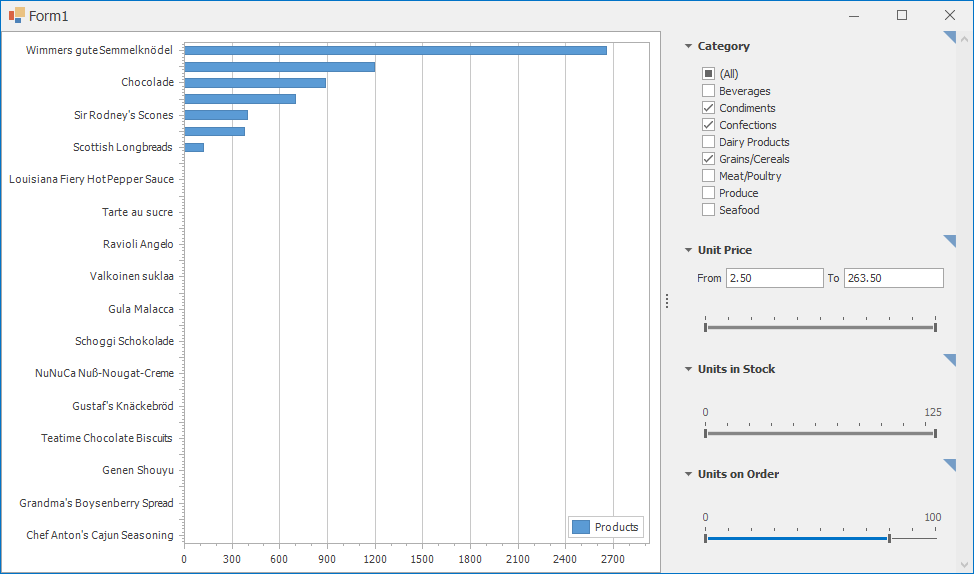 Form1
Wimmers gute Semmelknödel
Chocolade
Sir Rodney's Scones
Scottish Longbreads
Louisiana Fiery Hot Pepper Sauce
Tarte au sucre
Ravioli Angelo
Valkoinen suklaa
Gula Malacca
Schoggi Schokolade
NuNuCa Nuß-Nougat-Creme
Gustaf's Knäckebröd
Teatime Chocolate Biscuits
Genen Shouyu
Grandma's Boysenberry Spread
Chef Anton's Cajun Seasoning
0 300 600 900 1200 1500 1800 2100 2400 2700
Products
Category
(All)
Beverages
Condiments
Confections
Dairy Products
Grains/Cereals
Meat/Poultry
Produce
Seafood
Unit Price
From 2.50 To 263.50
Units in Stock
0 125
Units on Order
0 100